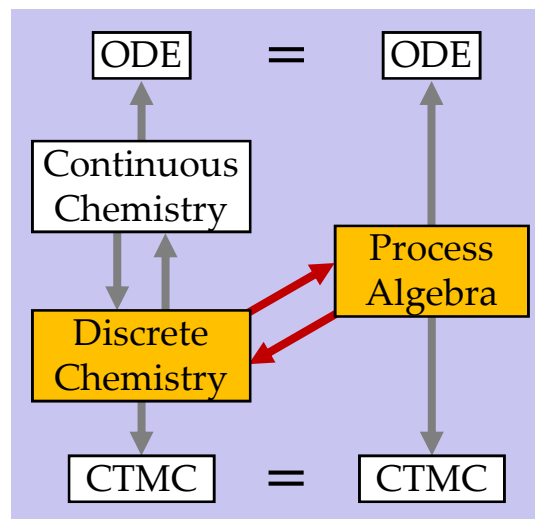 ODE = ODE
Continuous
Chemistry
Process
Algebra
Discrete
Chemistry
CTMC = CTMC